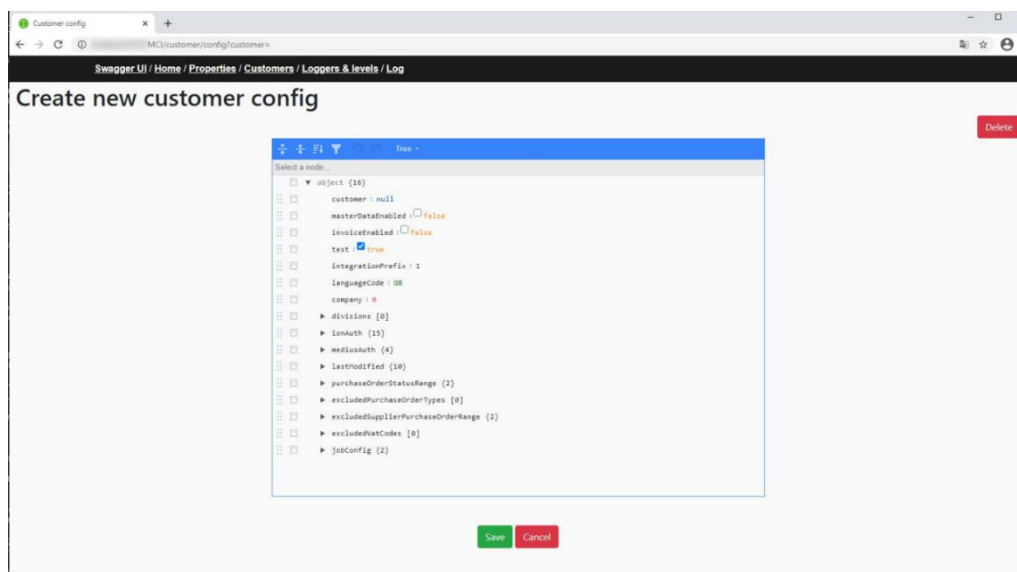 Customer config
MCI/customer/config?customer=
Swagger UI / Home / Properties / Customers / Loggers & levels / Log
Create new customer config
Delete
Tree
Select a node...
object {16}
customer : null
masterDataEnabled : false
invoiceEnabled : false
test : true
integrationPrefix : 1
languageCode : GB
company : 0
divisions [0]
ionAuth {15}
mediusAuth {4}
lastModified {10}
purchaseOrderStatusRange {2}
excludedPurchaseOrderTypes [0]
excludedSupplierPurchaseOrderRange {2}
excludedVatCodes [0]
jobConfig {2}
Save Cancel